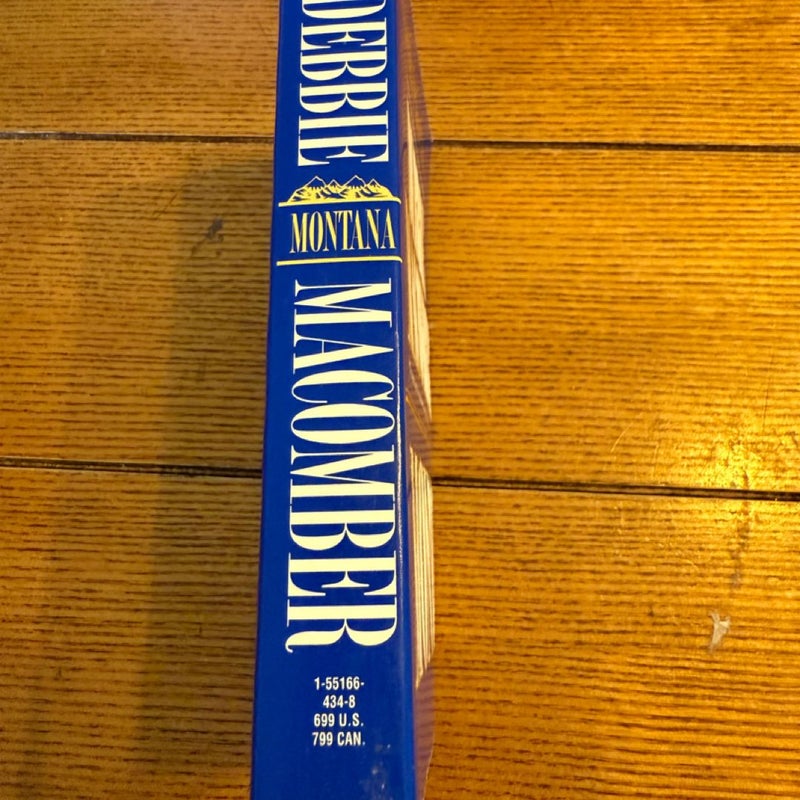 DEBBIE
MONTANA
MACOMBER
1-55166-
434-8
699 U.S.
799 CAN.